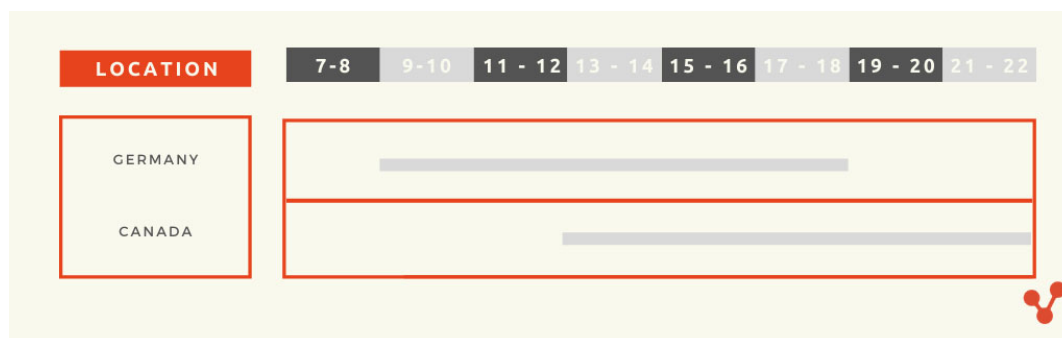 LOCATION 7-8 9-10 11 - 12 13 - 14 15 - 16 17 - 18 19 - 20 21 - 22
GERMANY
CANADA